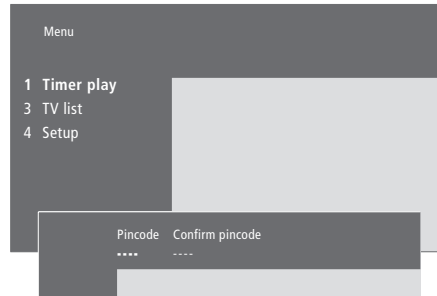 Menu
1 Timer play
3 TV list
4 Setup
Pincode Confirm pincode
---- ----